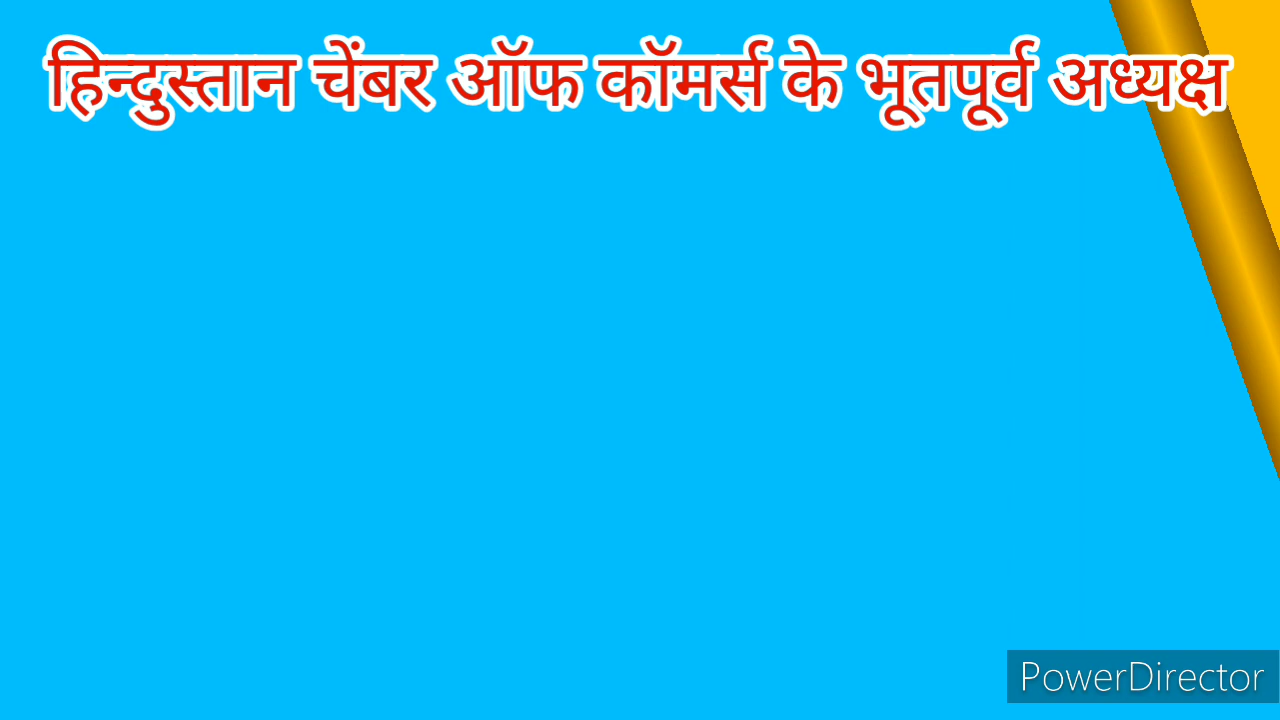 हिन्दुस्तान चेंबर ऑफ कॉमर्स के भूतपूर्व अध्यक्ष
PowerDirector